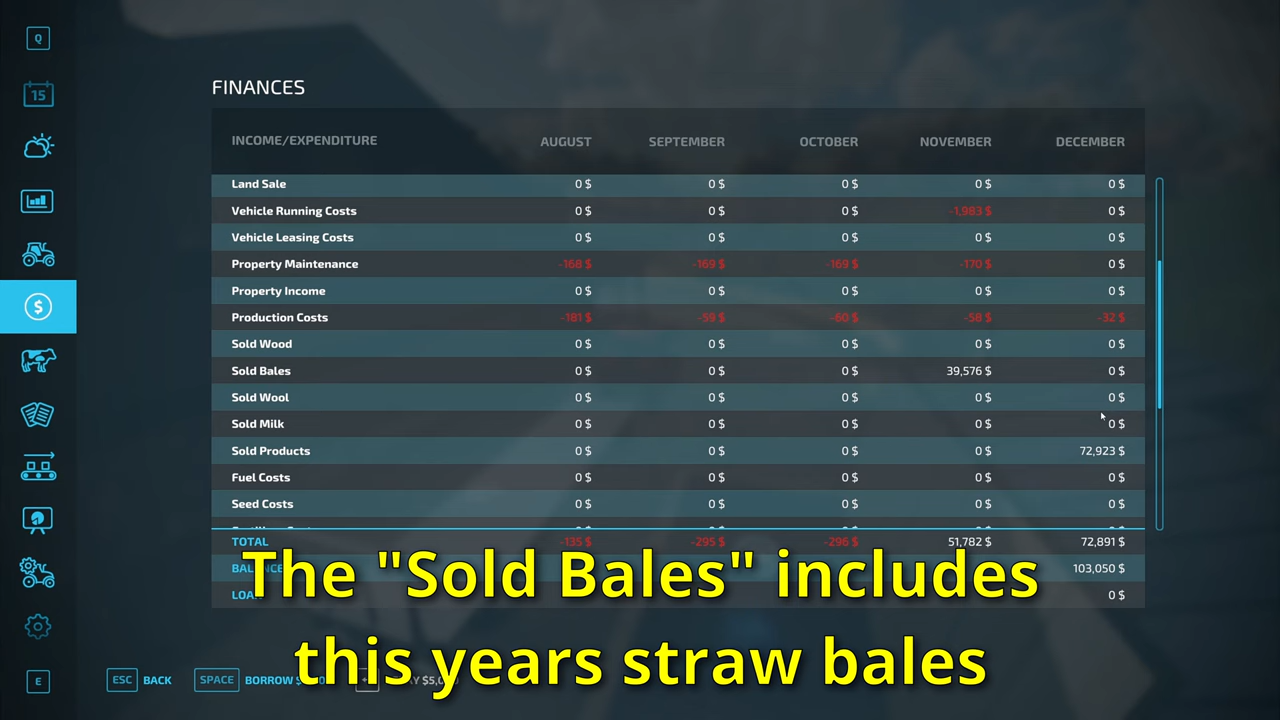 Q
15
FINANCES
INCOME/EXPENDITURE AUGUST SEPTEMBER OCTOBER NOVEMBER DECEMBER
Land Sale 0 $ 0 $ 0 $ 0 $ 0 $
Vehicle Running Costs 0 $ 0 $ 0 $ -1,983 $ 0 $
Vehicle Leasing Costs 0 $ 0 $ 0 $ 0 $ 0 $
Property Maintenance -168 $ -169 $ -169 $ -170 $ 0 $
Property Income 0 $ 0 $ 0 $ 0 $ 0 $
Production Costs -181 $ -59 $ -60 $ -58 $ -32 $
Sold Wood 0 $ 0 $ 0 $ 0 $ 0 $
Sold Bales 0 $ 0 $ 0 $ 39,576 $ 0 $
Sold Wool 0 $ 0 $ 0 $ 0 $ 0 $
Sold Milk 0 $ 0 $ 0 $ 0 $ 0 $
Sold Products 0 $ 0 $ 0 $ 0 $ 72,923 $
Fuel Costs 0 $ 0 $ 0 $ 0 $ 0 $
Seed Costs 0 $ 0 $ 0 $ 0 $ 0 $
TOTAL -135 $ -295 $ -296 $ 51,782 $ 72,891 $
103,050 $
0 $
The "Sold Bales" includes
this years straw bales
E
ESC BACK SPACE BORROW